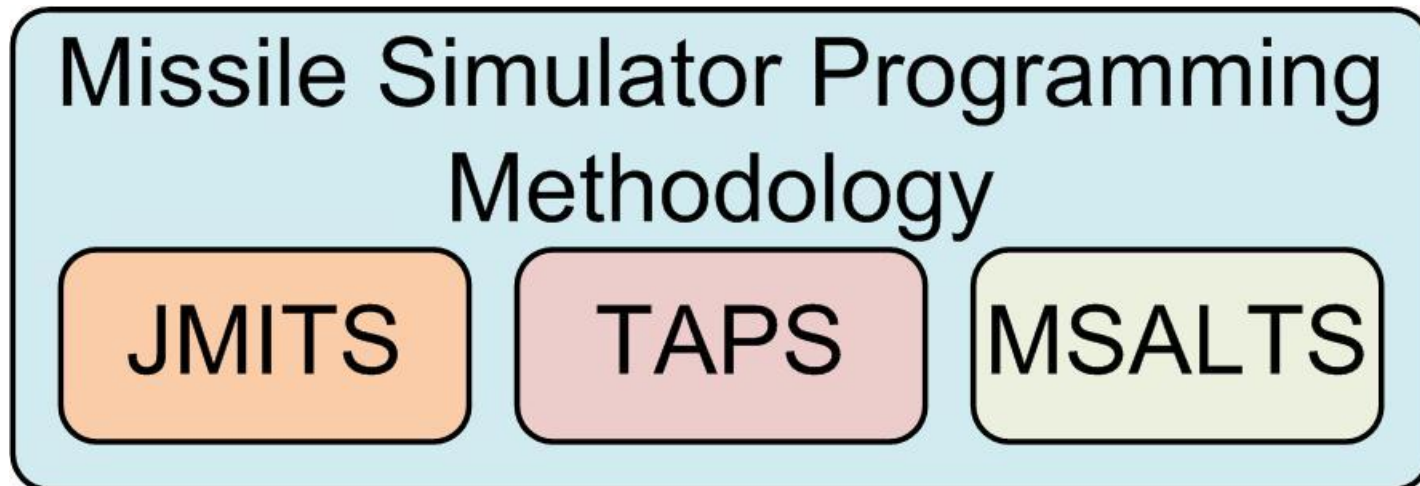 Missile Simulator Programming
Methodology
JMITS
TAPS
MSALTS